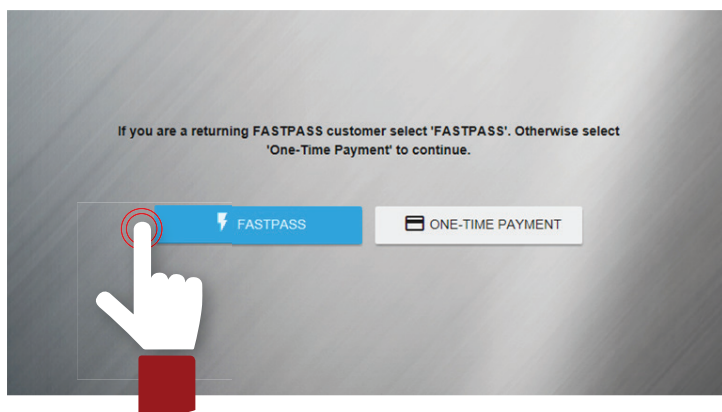 If you are a returning FASTPASS customer select 'FASTPASS'. Otherwise select
'One-Time Payment' to continue.
FASTPASS
ONE-TIME PAYMENT